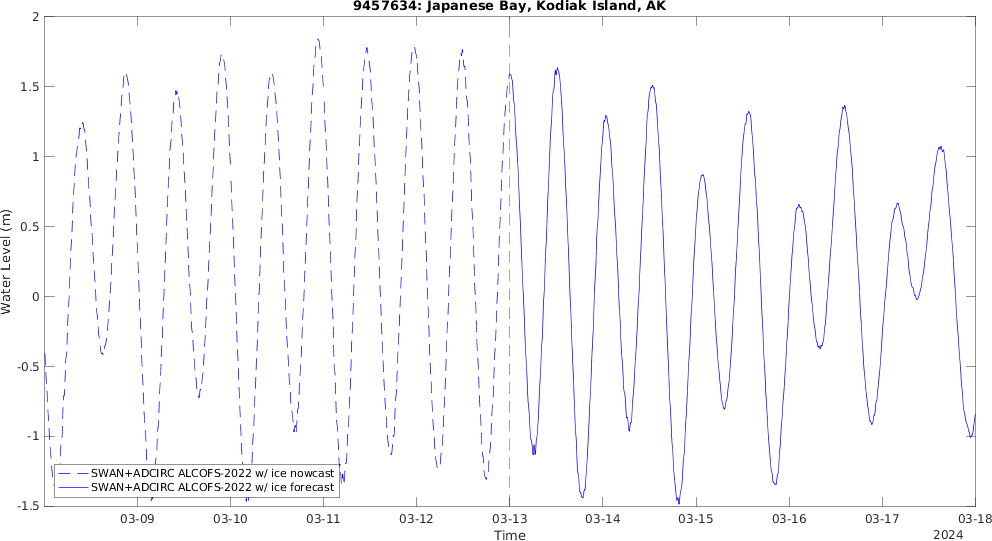 9457634: Japanese Bay, Kodiak Island, AK
2
1.5
1
0.5
0
-0.5
-1
-1.5
Water Level (m)
SWAN+ADCIRC ALCOFS-2022 w/ ice nowcast
SWAN+ADCIRC ALCOFS-2022 w/ ice forecast
03-09 03-10 03-11 03-12 03-13 03-14 03-15 03-16 03-17 03-18
Time
2024